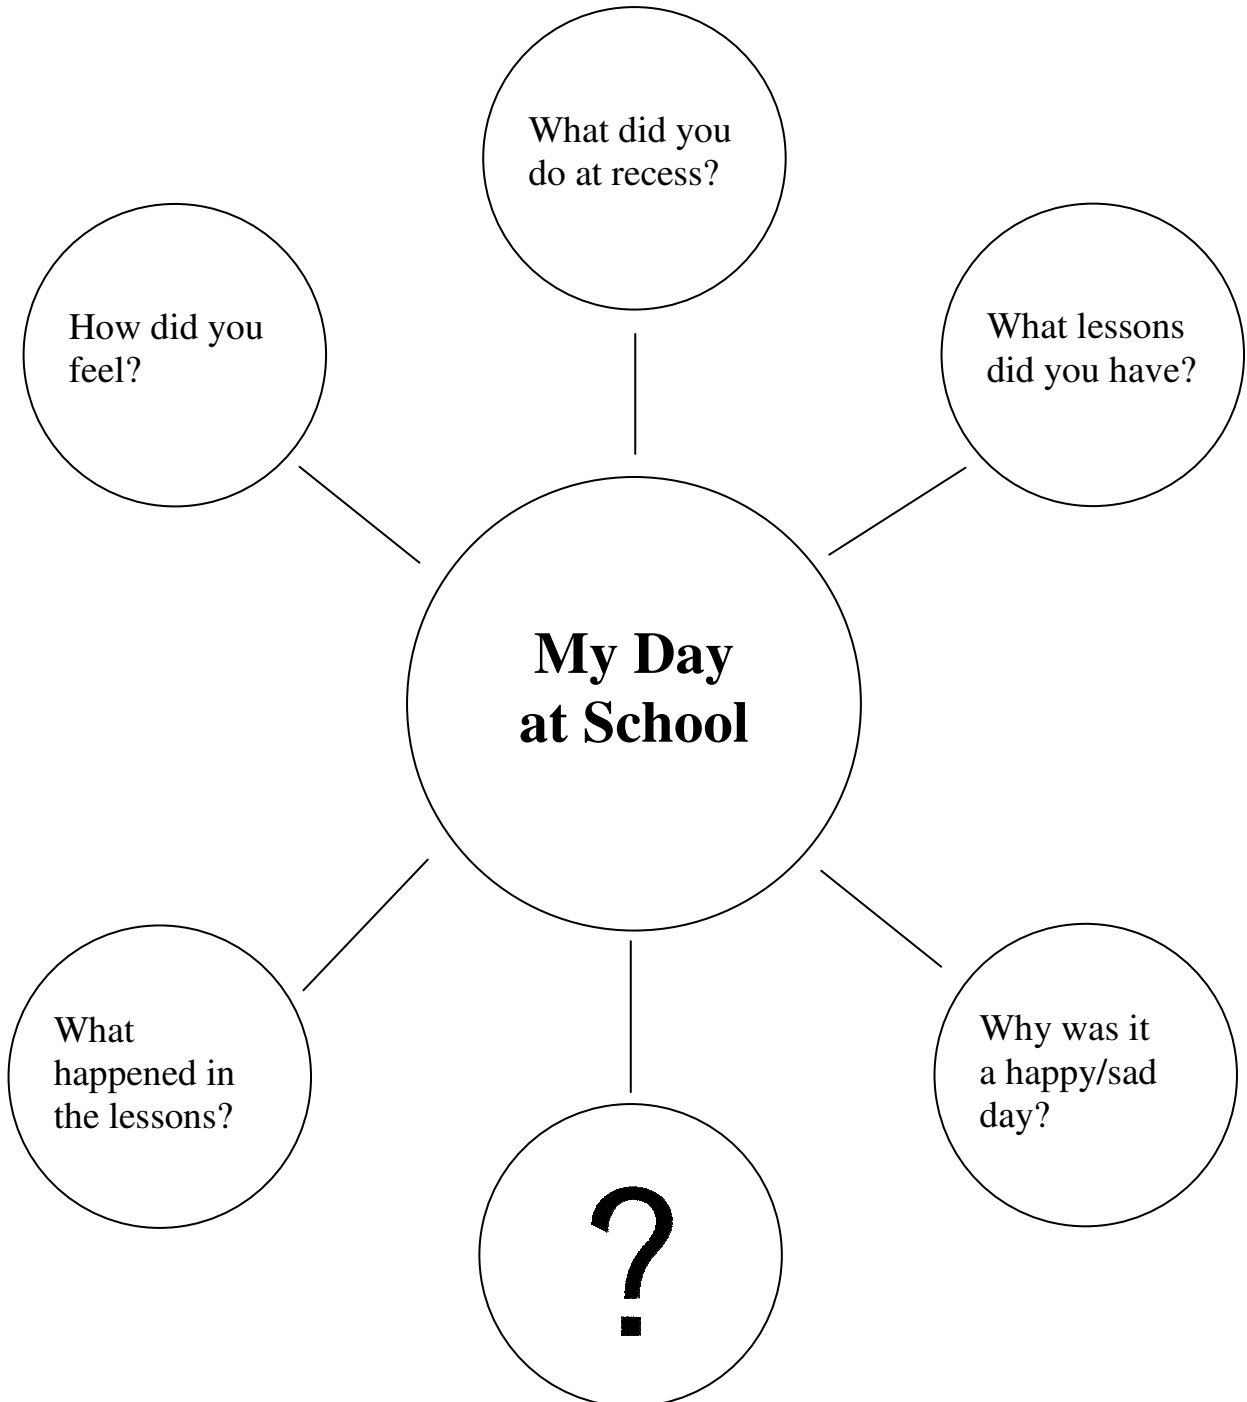 What did you
do at recess?
How did you
feel?
What lessons
did you have?
My Day
at School
What
happened in
the lessons?
Why was it
a happy/sad
day?
?